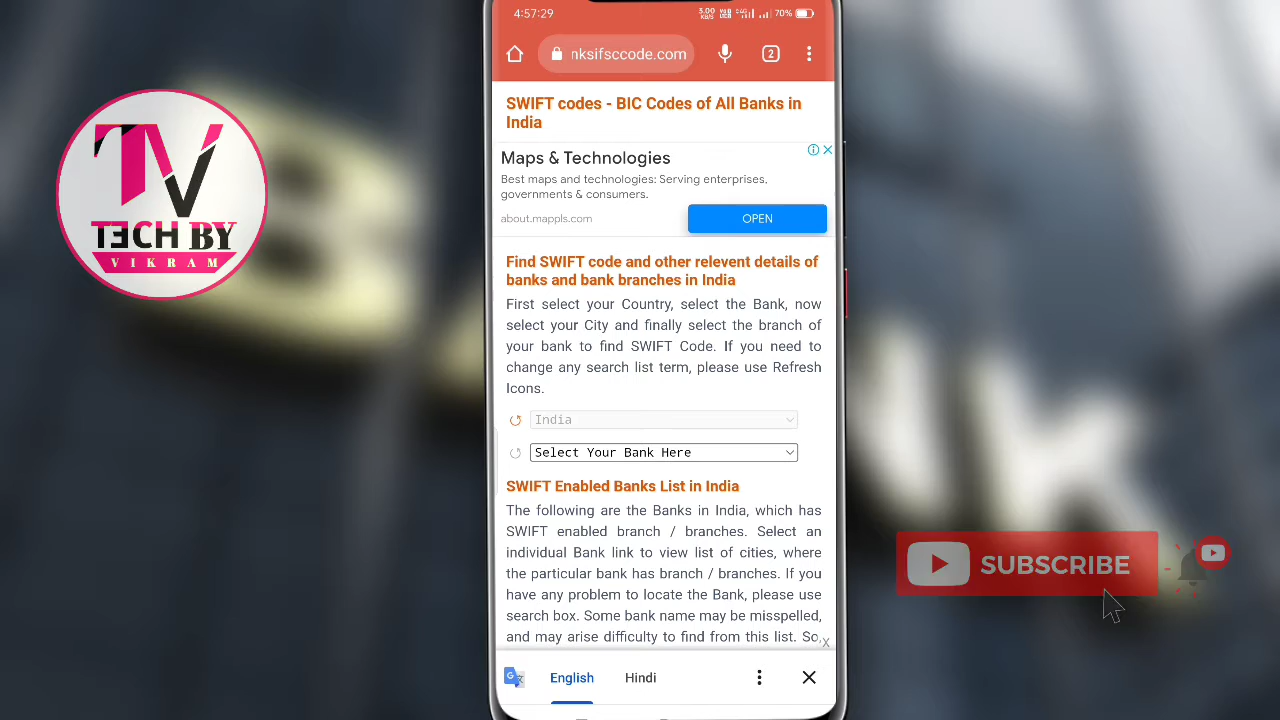 4:57:29
3.00 KB/S
70%
nksifsccode.com
2
SWIFT codes - BIC Codes of All Banks in
India
Maps & Technologies
Best maps and technologies: Serving enterprises,
governments & consumers.
about.mappls.com
OPEN
Find SWIFT code and other relevent details of
banks and bank branches in India
First select your Country, select the Bank, now
select your City and finally select the branch of
your bank to find SWIFT Code. If you need to
change any search list term, please use Refresh
Icons.
India
Select Your Bank Here
SWIFT Enabled Banks List in India
The following are the Banks in India, which has
SWIFT enabled branch / branches. Select an
individual Bank link to view list of cities, where
the particular bank has branch / branches. If you
have any problem to locate the Bank, please use
search box. Some bank name may be misspelled,
and may arise difficulty to find from this list. So,
X
English
Hindi
TV
TECH BY
VIKRAM
SUBSCRIBE